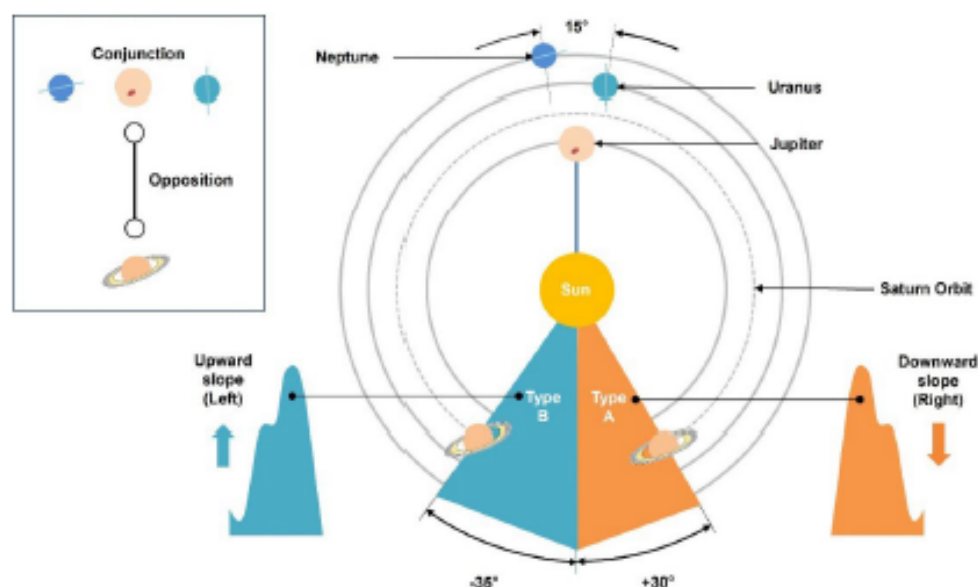 Conjunction
Opposition
15°
Neptune
Uranus
Jupiter
Sun
Saturn Orbit
Upward
slope
(Left)
Type
B
Type
A
Downward
slope
(Right)
-35°
+30°